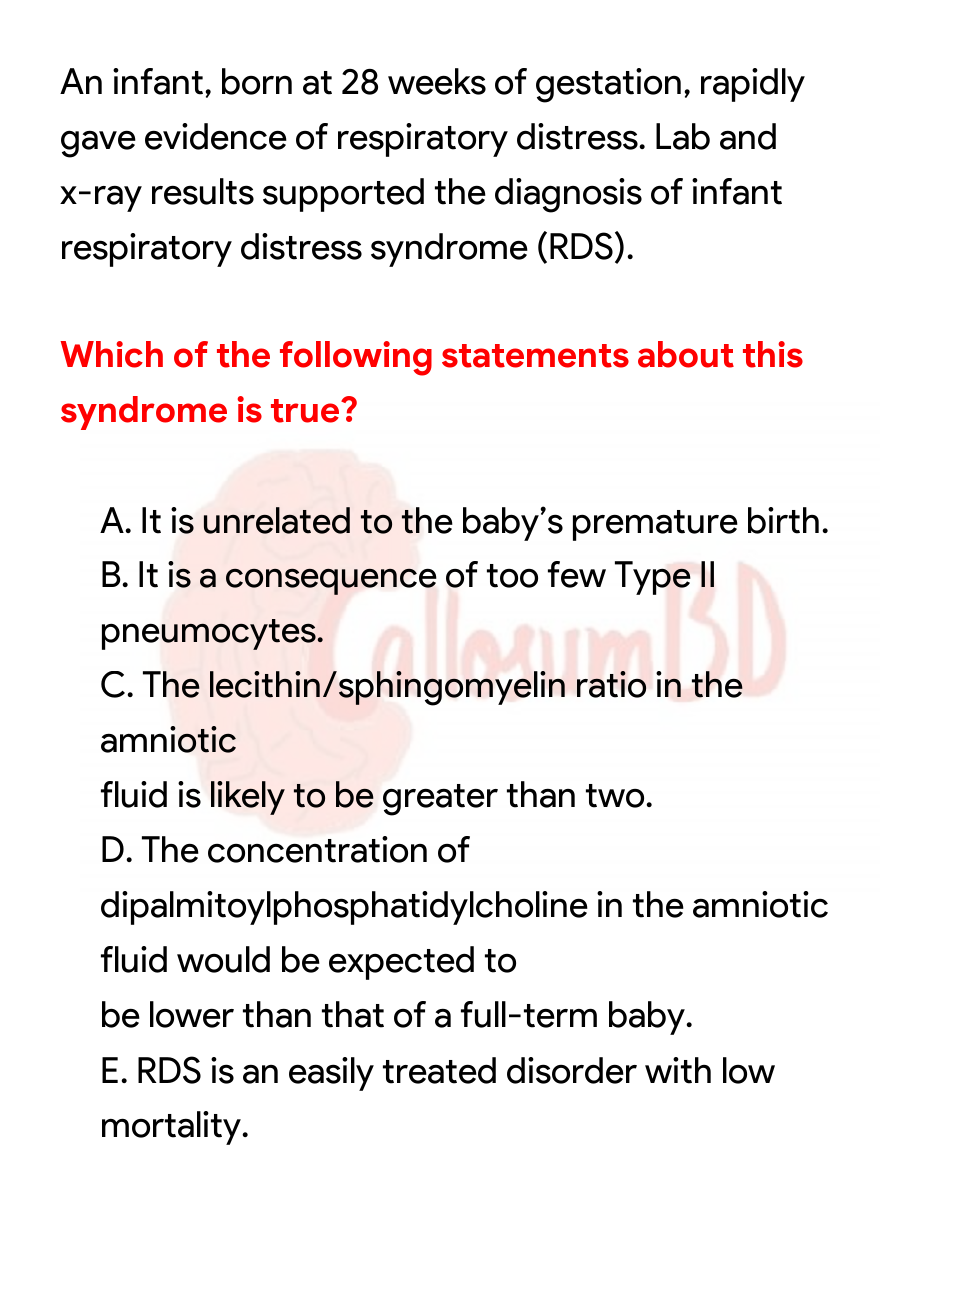 An infant, born at 28 weeks of gestation, rapidly
gave evidence of respiratory distress. Lab and
x-ray results supported the diagnosis of infant
respiratory distress syndrome (RDS).
Which of the following statements about this
syndrome is true?
A. It is unrelated to the baby’s premature birth.
B. It is a consequence of too few Type II
pneumocytes.
CallosumBD
C. The lecithin/sphingomyelin ratio in the
amniotic
fluid is likely to be greater than two.
D. The concentration of
dipalmitoylphosphatidylcholine in the amniotic
fluid would be expected to
be lower than that of a full-term baby.
E. RDS is an easily treated disorder with low
mortality.